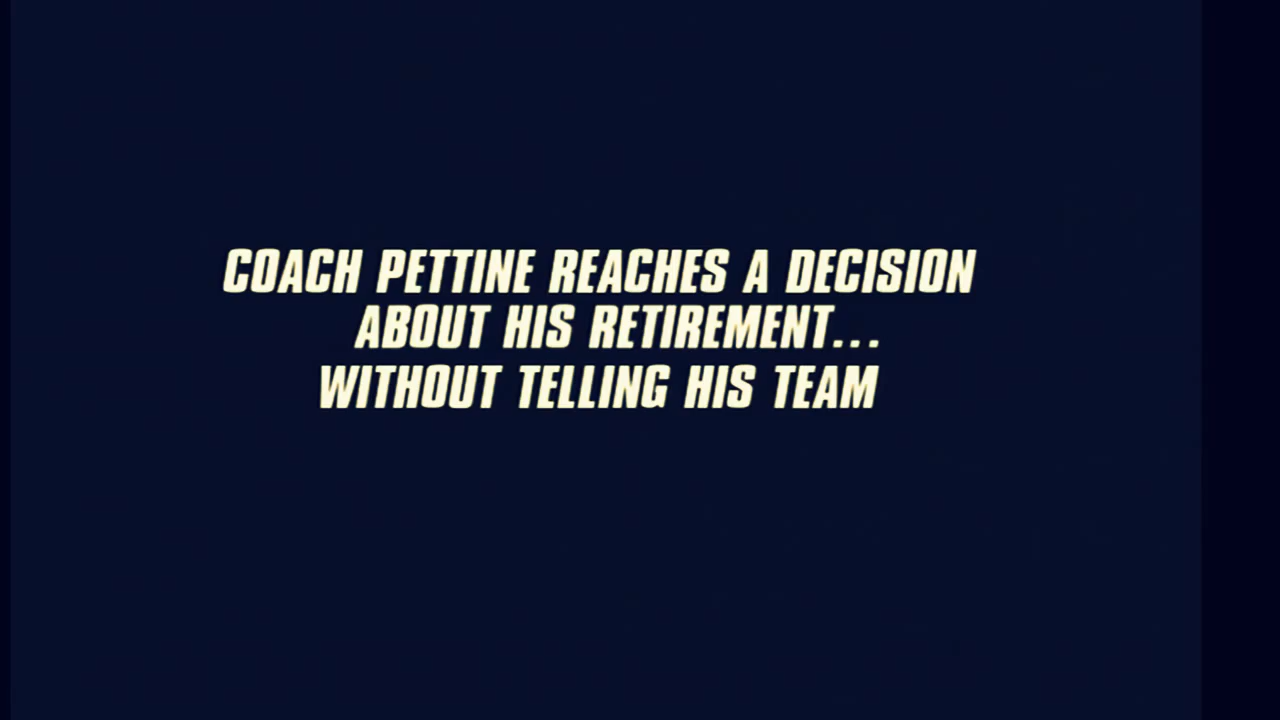 COACH PETTINE REACHES A DECISION
ABOUT HIS RETIREMENT...
WITHOUT TELLING HIS TEAM